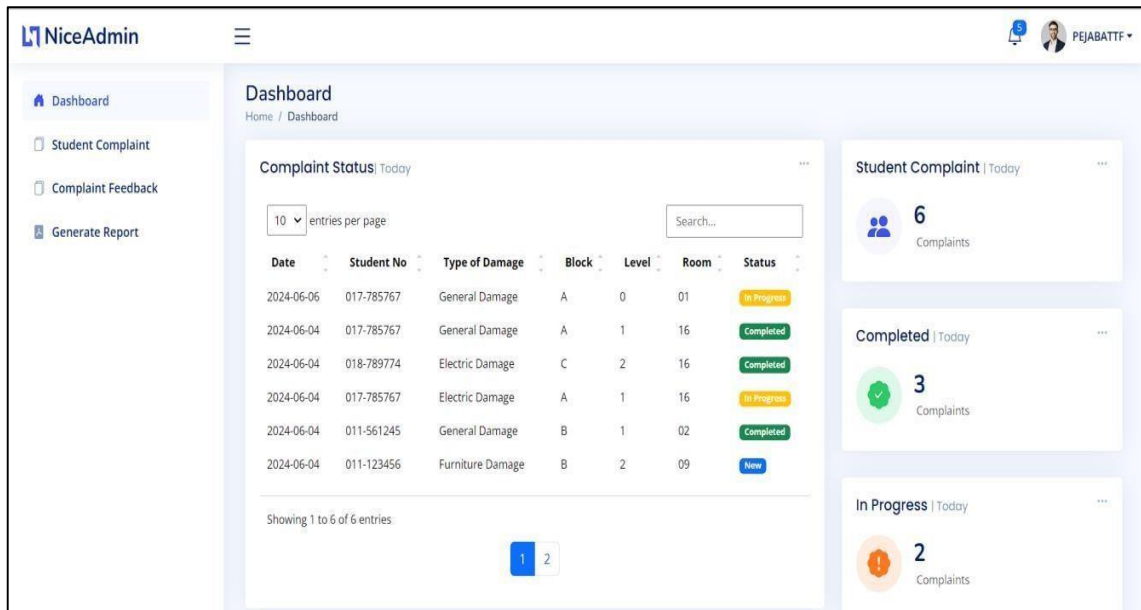 NiceAdmin
5
PEJABATTF
Dashboard
Student Complaint
Complaint Feedback
Generate Report
Dashboard
Home / Dashboard
Complaint Status| Today
10 entries per page
Search...
Date Student No Type of Damage Block Level Room Status
2024-06-06 017-785767 General Damage A 0 01 In Progress
2024-06-04 017-785767 General Damage A 1 16 Completed
2024-06-04 018-789774 Electric Damage C 2 16 Completed
2024-06-04 017-785767 Electric Damage A 1 16 In Progress
2024-06-04 011-561245 General Damage B 1 02 Completed
2024-06-04 011-123456 Furniture Damage B 2 09 New
Showing 1 to 6 of 6 entries
1 2
Student Complaint | Today
6
Complaints
Completed | Today
3
Complaints
In Progress | Today
2
Complaints